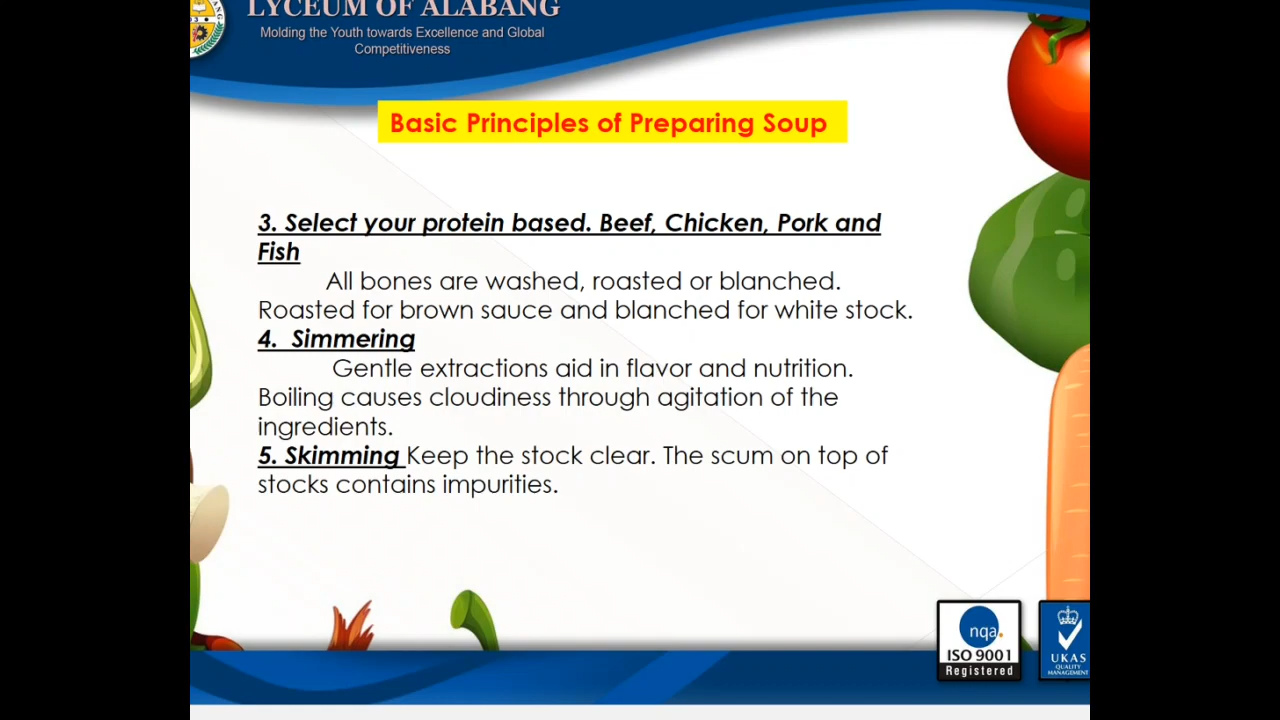 LYCEUM OF ALABANG
Molding the Youth towards Excellence and Global
Competitiveness
Basic Principles of Preparing Soup
3. Select your protein based. Beef, Chicken, Pork and
Fish
All bones are washed, roasted or blanched.
Roasted for brown sauce and blanched for white stock.
4. Simmering
Gentle extractions aid in flavor and nutrition.
Boiling causes cloudiness through agitation of the
ingredients.
5. Skimming Keep the stock clear. The scum on top of
stocks contains impurities.
nqa.
ISO 9001
Registered
UKAS
QUALITY
MANAGEMENT